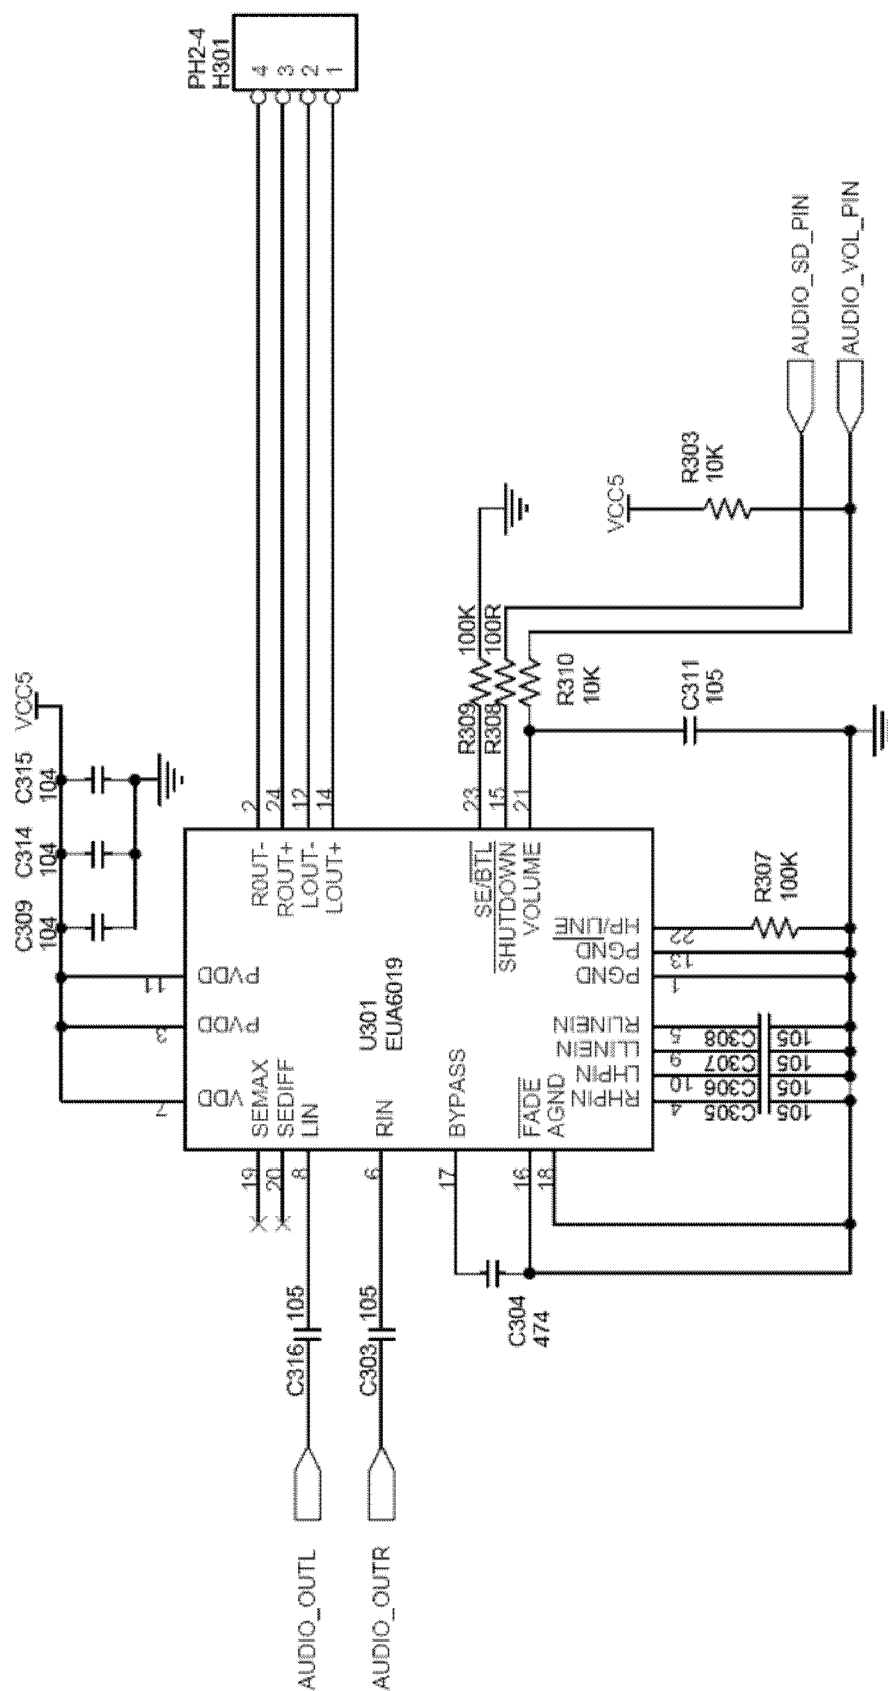 PH2-4
H301
4
3
2
1
VCC5
C315
104
C314
104
C309
104
2
24
12
14
ROUT-
ROUT+
LOUT-
LOUT+
11
PVDD
3
PVDD
7
VDD
U301
EUA6019
SEMAX
SEDIFF
LIN
RIN
BYPASS
FADE
AGND
19
20
8
6
17
16
18
C316
105
C303
105
AUDIO_OUTL
AUDIO_OUTR
C304
474
23
15
21
SE/BTL
SHUTDOWN
VOLUME
R309
100K
R308
100R
R310
10K
C311
105
VCC5
R303
10K
AUDIO_SD_PIN
AUDIO_VOL_PIN
HP/LINE
22
PGND
13
PGND
1
R307
100K
RLINEIN
5
C308
105
LLINEIN
9
C307
105
LHPIN
10
C306
105
RHPIN
4
C305
105